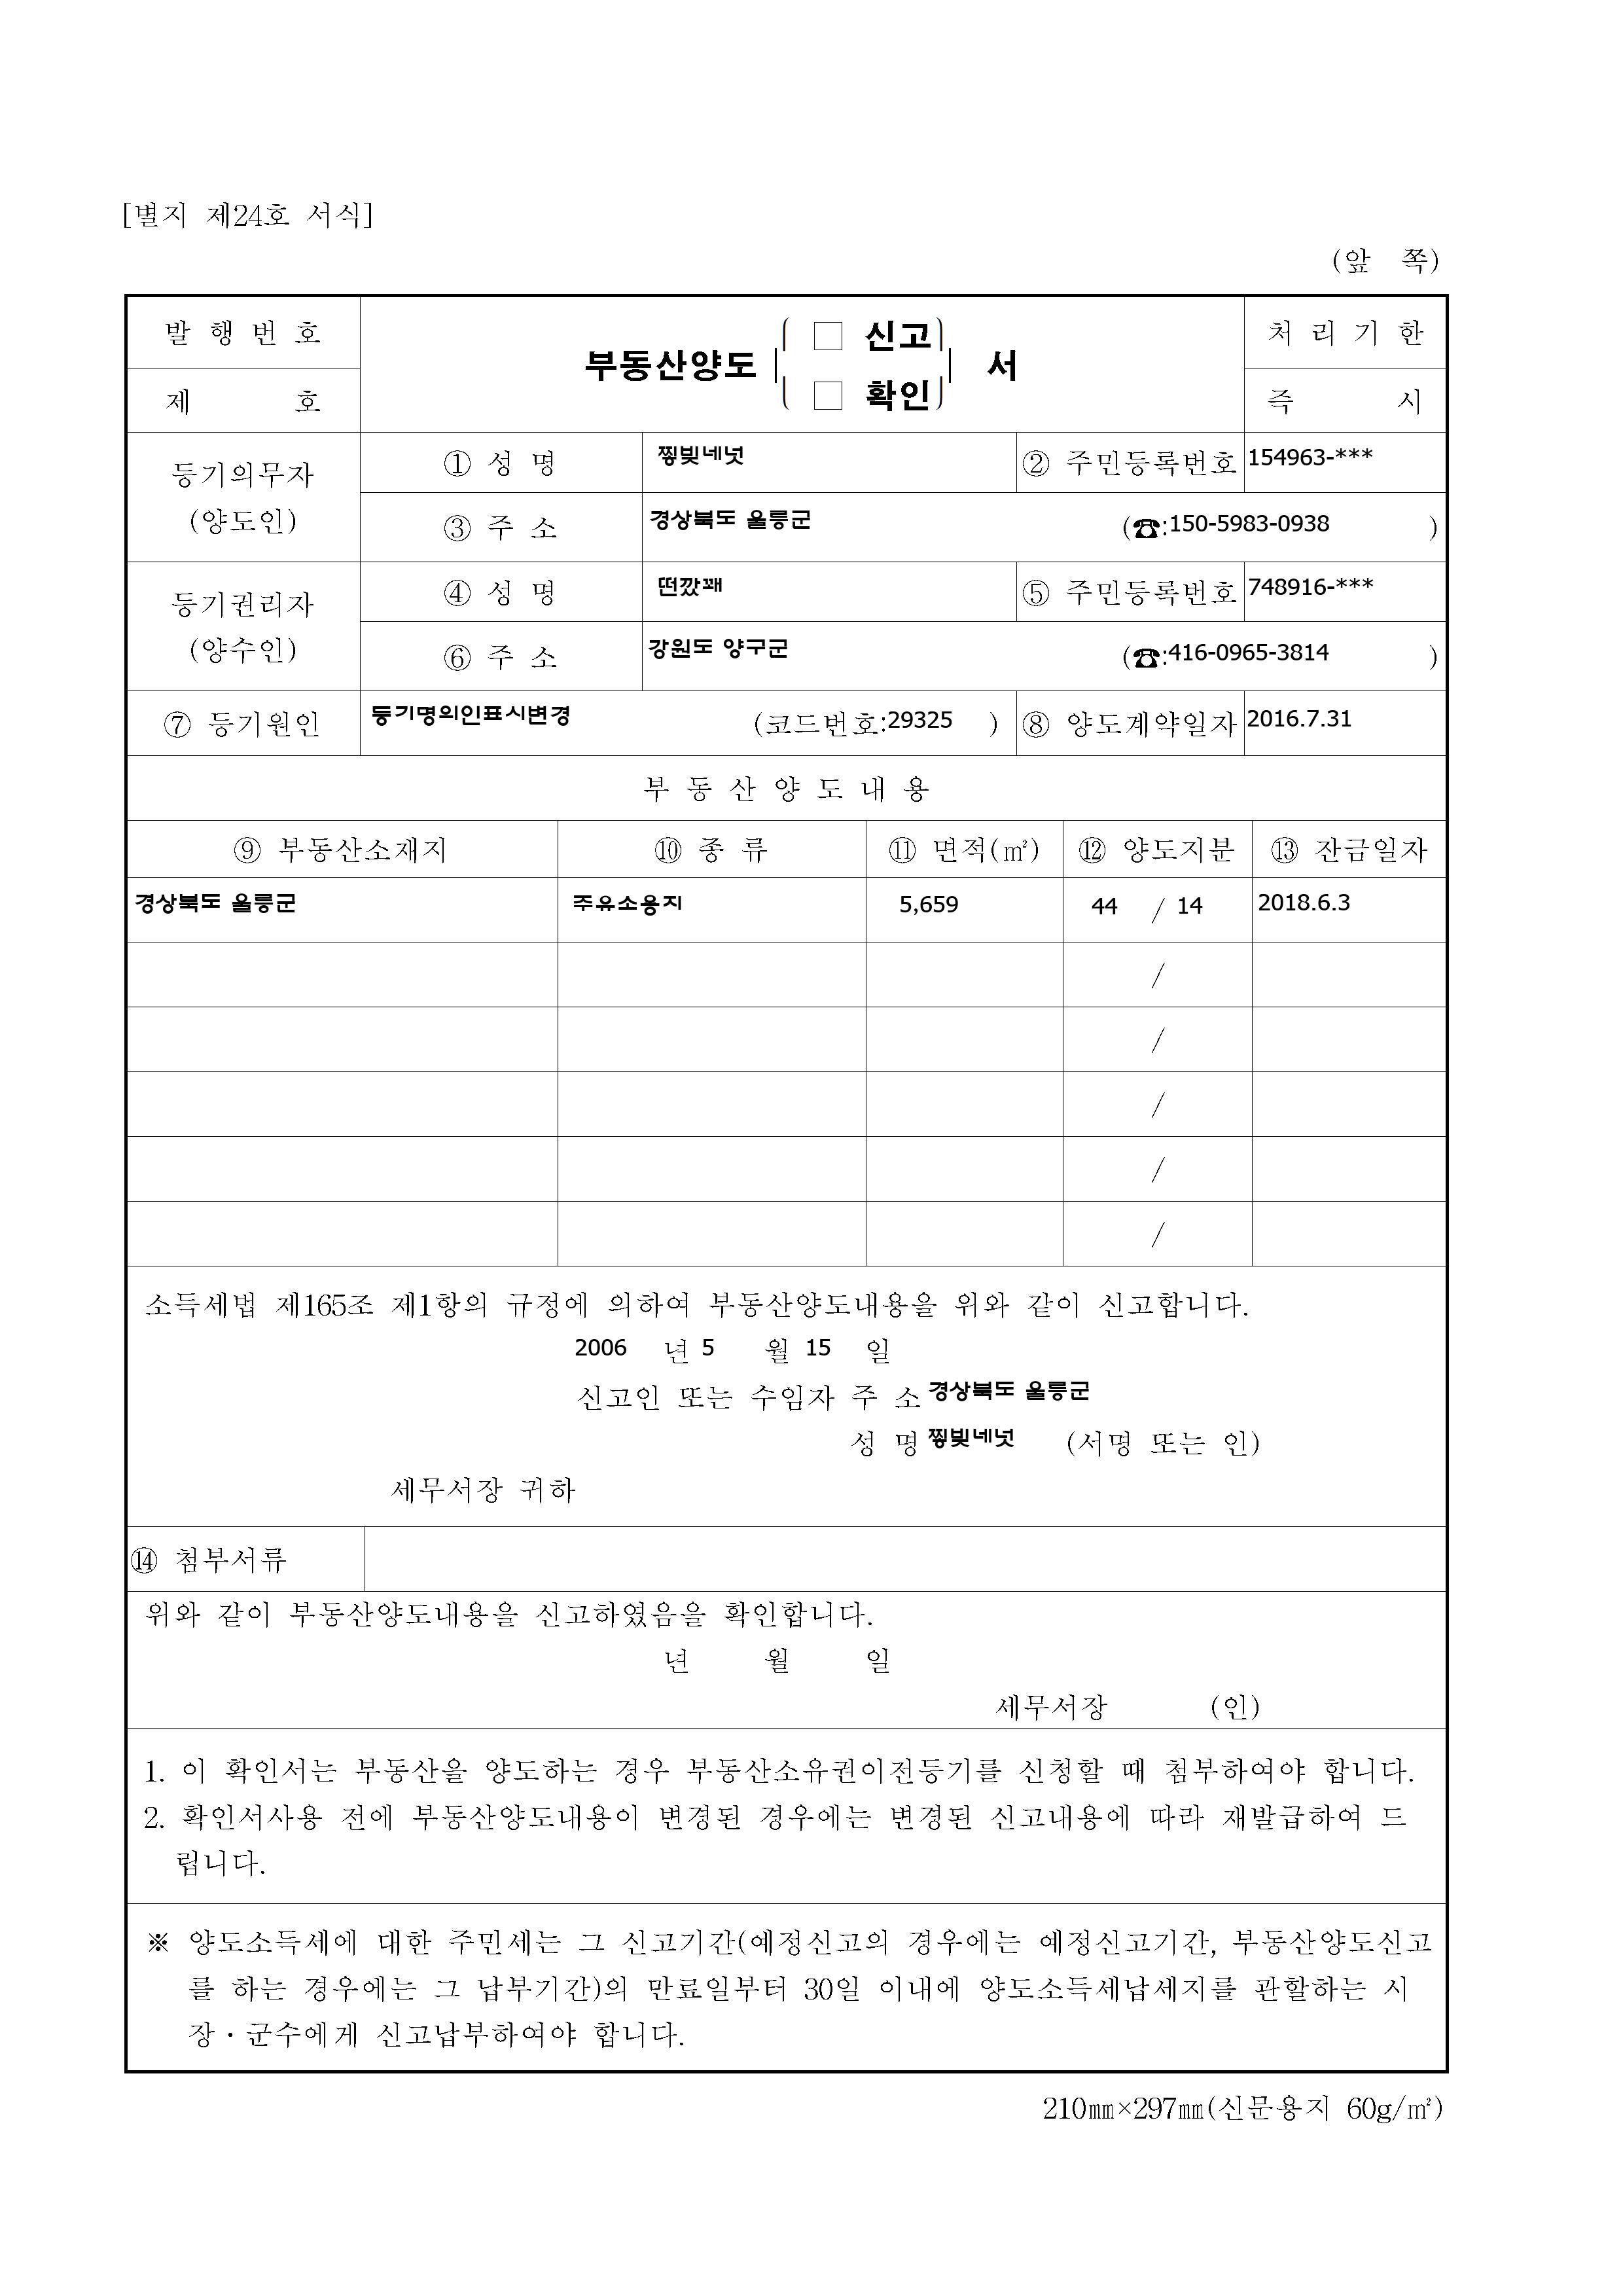 [별지 제24호 서식]
(앞 쪽)
발 행 번 호
제 호
부동산양도 □ 신고 □ 확인 서
처 리 기 한
즉 시
등기의무자
(양도인)
① 성 명 찧빛네넛 ② 주민등록번호 154963-***
③ 주 소 경상북도 울릉군 (☎:150-5983-0938 )
등기권리자
(양수인)
④ 성 명 떤깠꽤 ⑤ 주민등록번호 748916-***
⑥ 주 소 강원도 양구군 (☎:416-0965-3814 )
⑦ 등기원인 등기명의인표시변경 (코드번호:29325 ) ⑧ 양도계약일자 2016.7.31
부 동 산 양 도 내 용
⑨ 부동산소재지 ⑩ 종 류 ⑪ 면적(㎡) ⑫ 양도지분 ⑬ 잔금일자
경상북도 울릉군 주유소용지 5,659 44 / 14 2018.6.3
/
/
/
/
/
소득세법 제165조 제1항의 규정에 의하여 부동산양도내용을 위와 같이 신고합니다.
2006 년 5 월 15 일
신고인 또는 수임자 주 소 경상북도 울릉군
성 명 찧빛네넛 (서명 또는 인)
세무서장 귀하
⑭ 첨부서류
위와 같이 부동산양도내용을 신고하였음을 확인합니다.
년 월 일
세무서장 (인)
1. 이 확인서는 부동산을 양도하는 경우 부동산소유권이전등기를 신청할 때 첨부하여야 합니다.
2. 확인서사용 전에 부동산양도내용이 변경된 경우에는 변경된 신고내용에 따라 재발급하여 드
립니다.
※ 양도소득세에 대한 주민세는 그 신고기간(예정신고의 경우에는 예정신고기간, 부동산양도신고
를 하는 경우에는 그 납부기간)의 만료일부터 30일 이내에 양도소득세납세지를 관할하는 시
장·군수에게 신고납부하여야 합니다.
210㎜×297㎜(신문용지 60g/㎡)